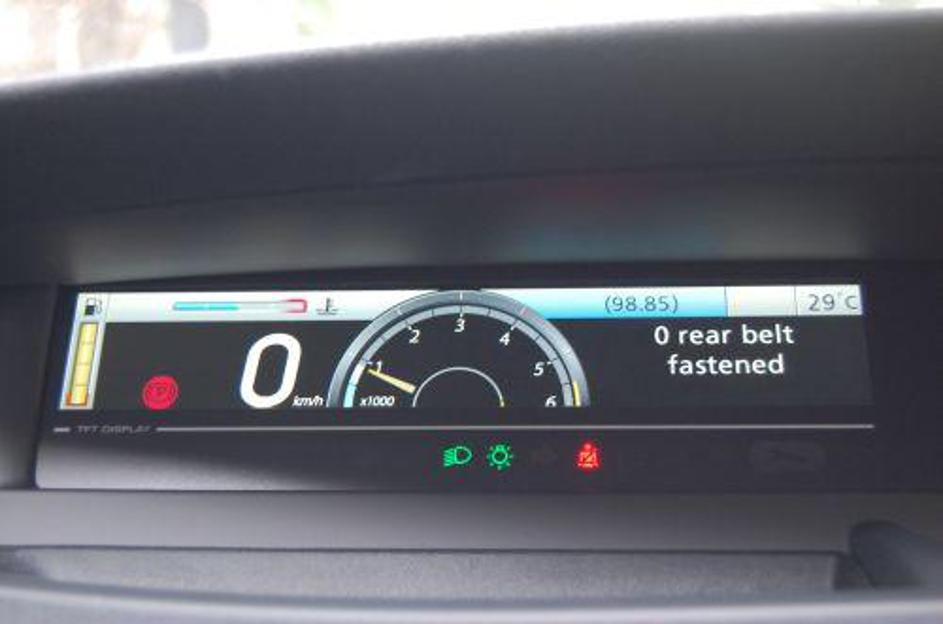 (98.85)
29°C
0 rear belt
fastened
0 km/h
1 2 3 4 5 6
x1000
TFT DISPLAY